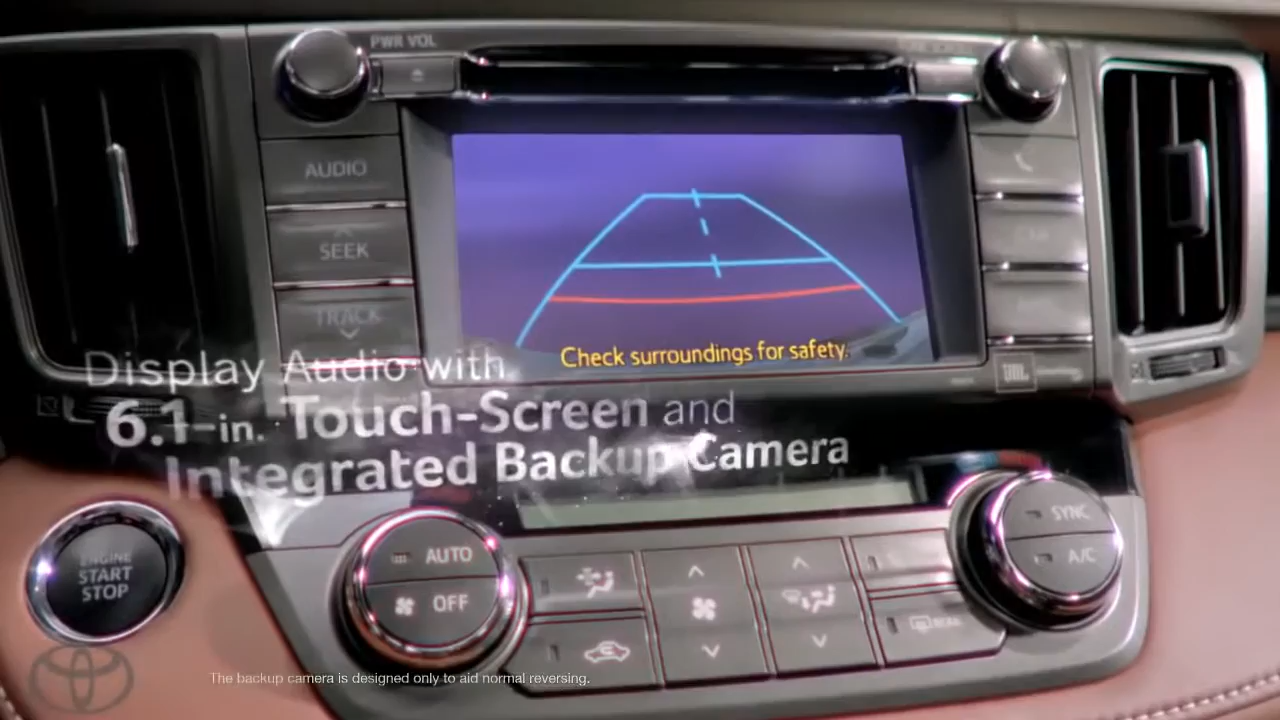 PWR VOL
AUDIO
SEEK
TRACK
Check surroundings for safety.
JBL
Display Audio with
6.1-in. Touch-Screen and
Integrated Backup Camera
ENGINE
START
STOP
AUTO
OFF
SYNC
A/C
The backup camera is designed only to aid normal reversing.